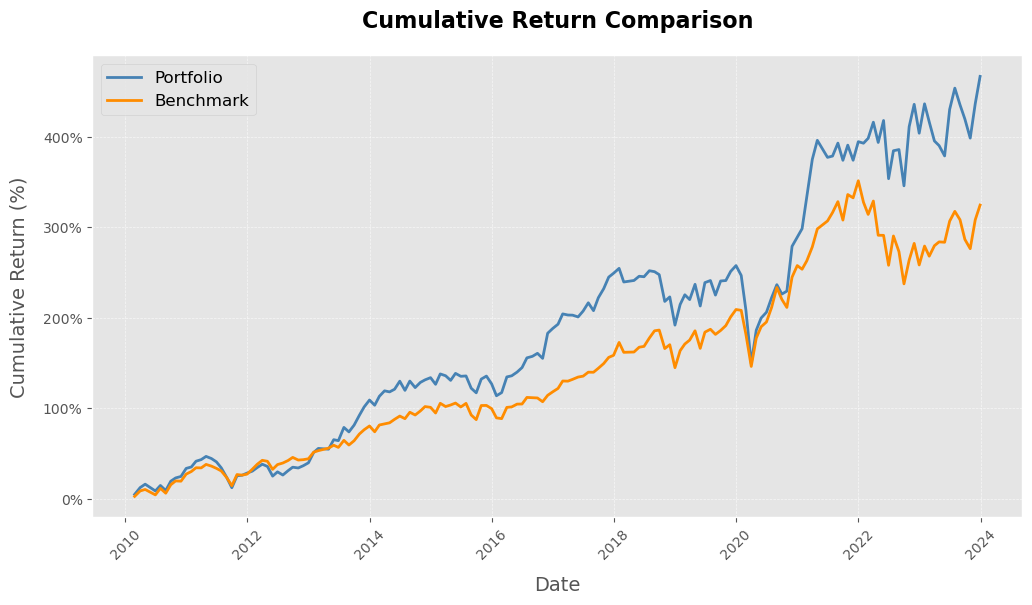 Cumulative Return Comparison
Portfolio
Benchmark
Cumulative Return (%)
400%
300%
200%
100%
0%
2010
2012
2014
2016
2018
2020
2022
2024
Date